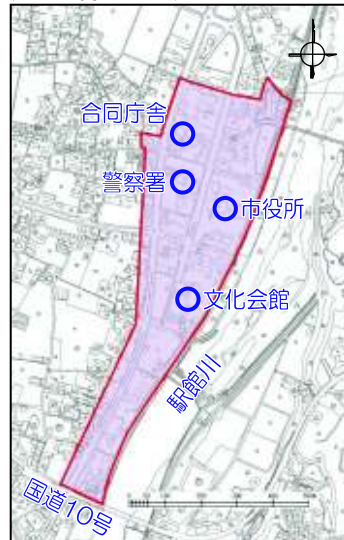 合同庁舎
警察署
市役所
文化会館
駅館川
国道10号